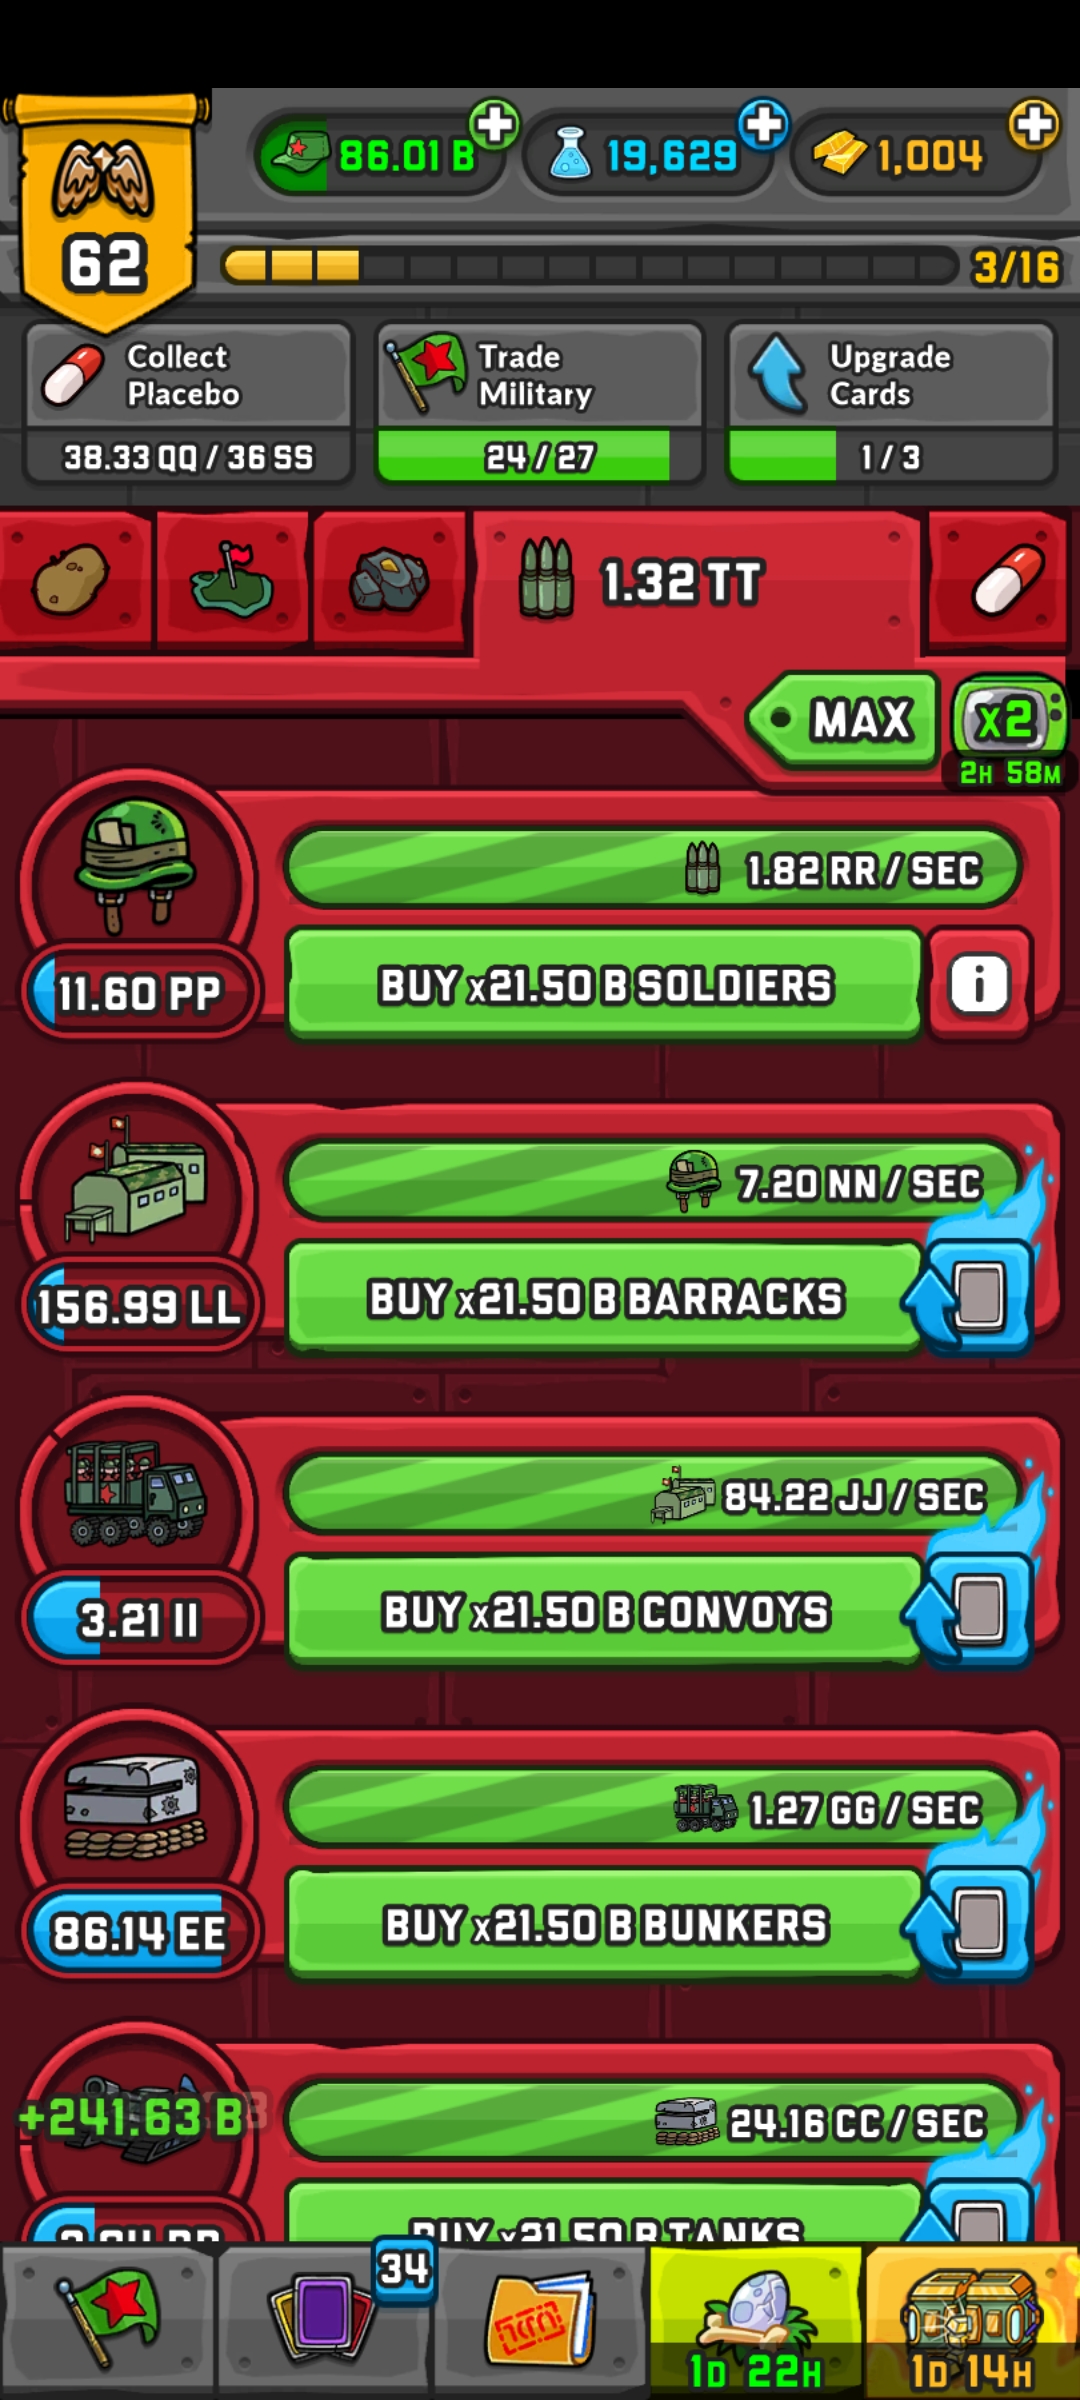 86.01 B
19,629
1,004
62
3/16
Collect
Placebo
38.33 QQ / 36 SS
Trade
Military
24 / 27
Upgrade
Cards
1 / 3
1.32 TT
MAX
x2
2H 58M
1.82 RR / SEC
11.60 PP
BUY x21.50 B SOLDIERS
i
7.20 NN / SEC
156.99 LL
BUY x21.50 B BARRACKS
84.22 JJ / SEC
3.21 II
BUY x21.50 B CONVOYS
1.27 GG / SEC
86.14 EE
BUY x21.50 B BUNKERS
+241.63 B
24.16 CC / SEC
BUY x21.50 B TANKS
34
1D 22H
1D 14H